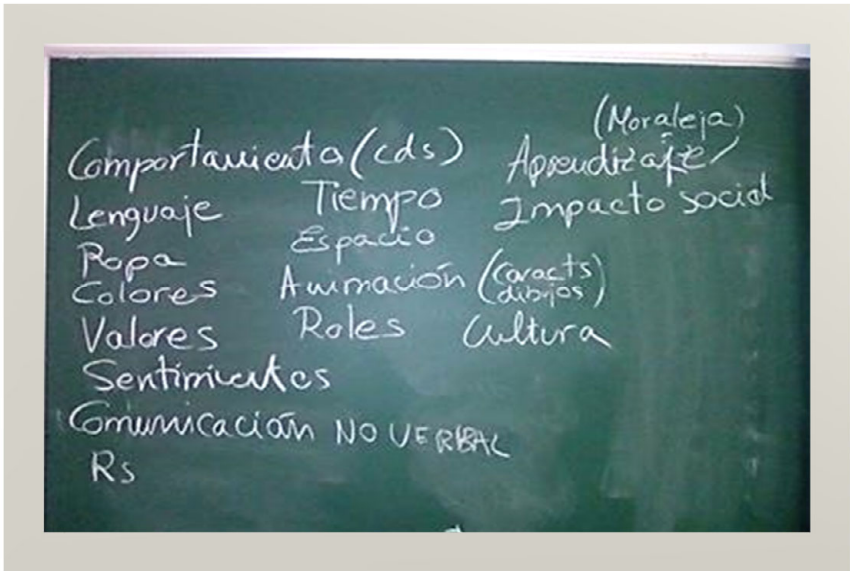 (Moraleja)
Comportamiento (cds) Aprendizaje/
Lenguaje Tiempo Impacto social
Ropa Espacio
Colores Animación (caracts dibujos)
Valores Roles Cultura
Sentimientos
Comunicación NO VERBAL
Rs